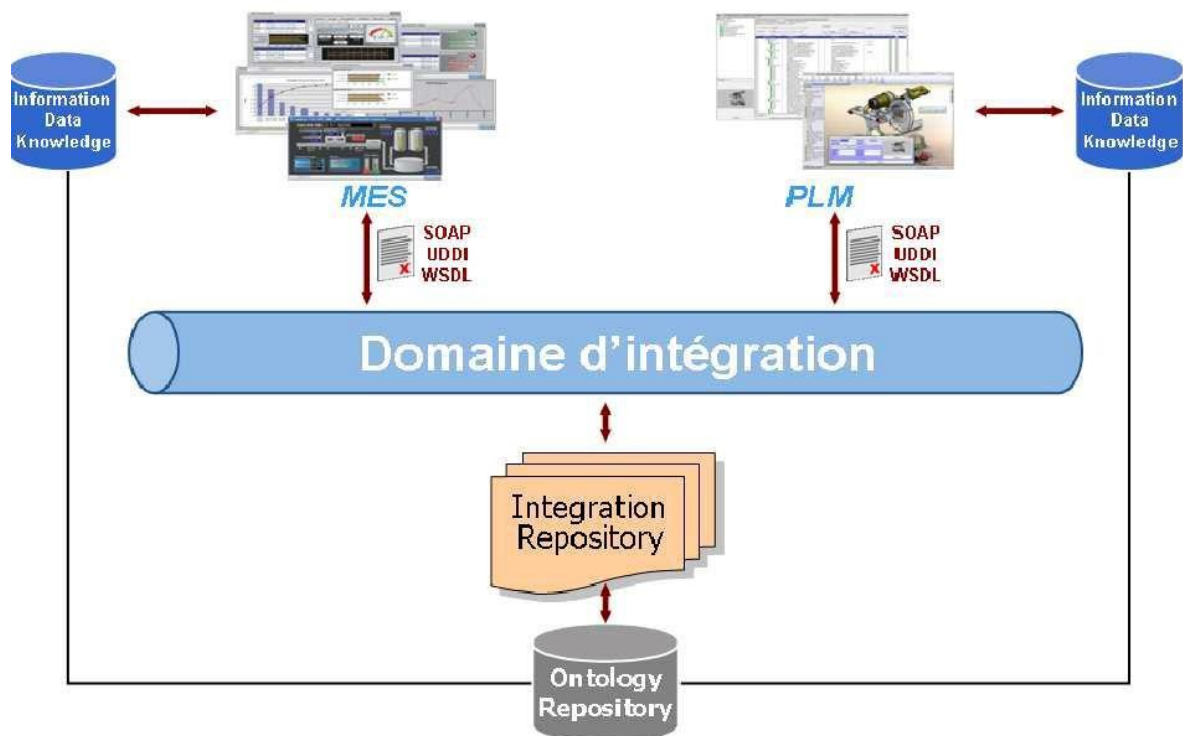 Information
Data
Knowledge
MES
PLM
Information
Data
Knowledge
SOAP
UDDI
WSDL
SOAP
UDDI
WSDL
Domaine d'intégration
Integration
Repository
Ontology
Repository